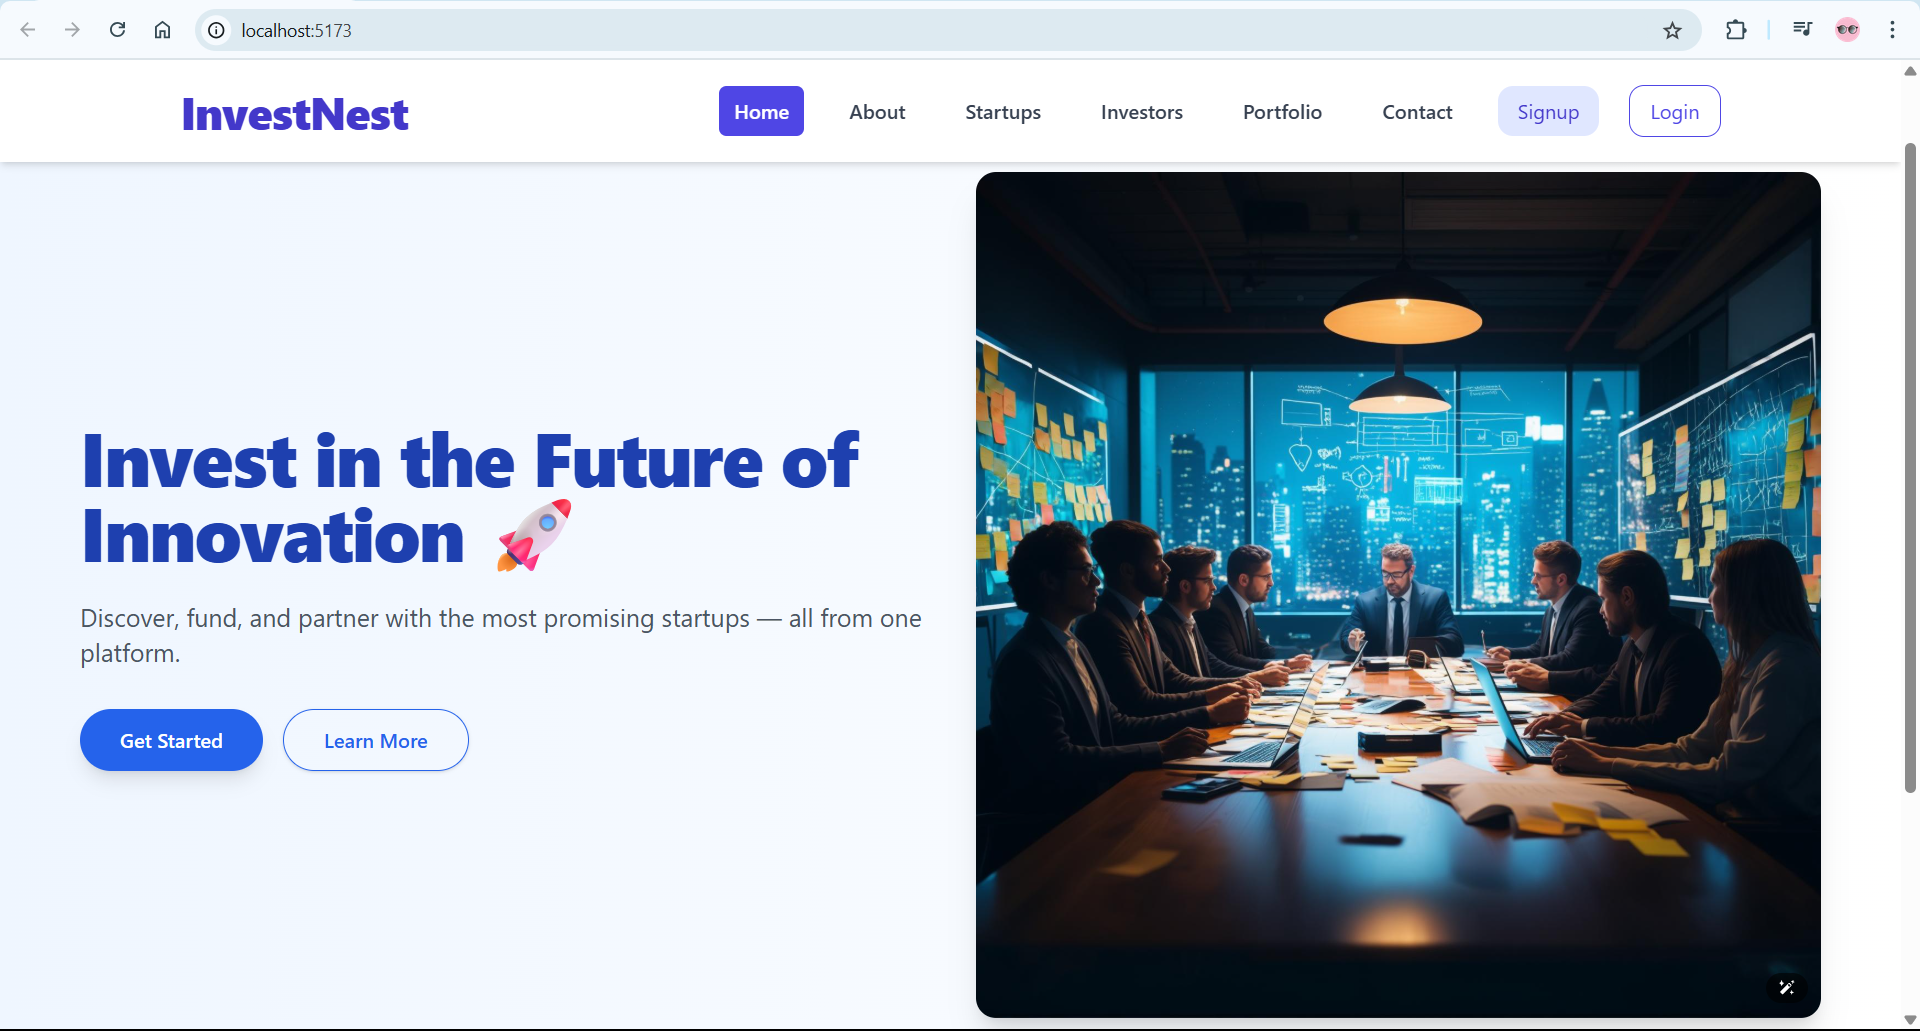 localhost:5173
InvestNest
Home
About
Startups
Investors
Portfolio
Contact
Signup
Login
Invest in the Future of
Innovation 🚀
Discover, fund, and partner with the most promising startups — all from one
platform.
Get Started
Learn More